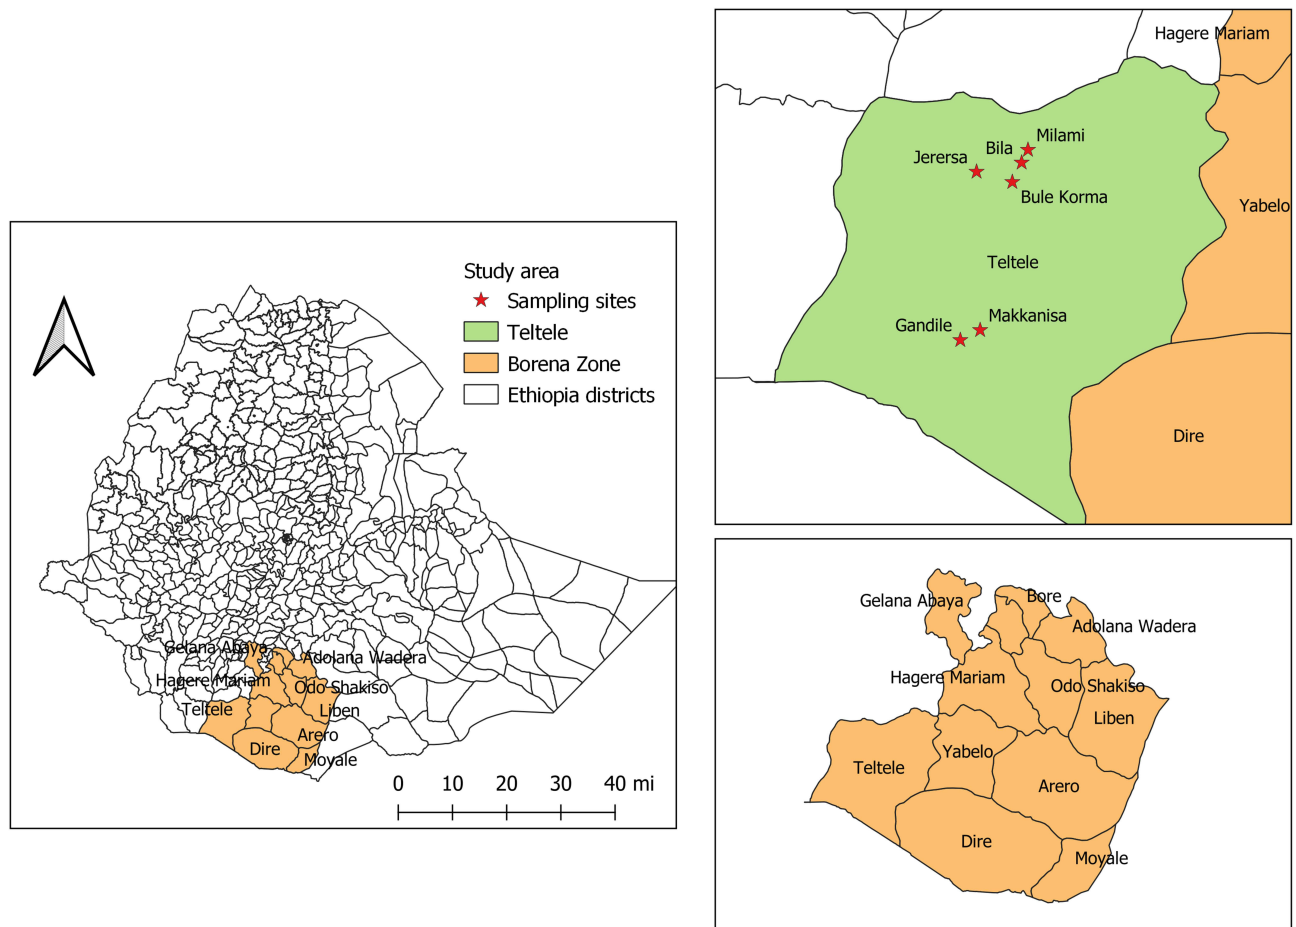 Study area
Sampling sites
Teltele
Borena Zone
Ethiopia districts
Gelana Abaya
Adolana Wadera
Hagere Mariam
Odo Shakiso
Teltele
Liben
Arero
Dire
Moyale
0 10 20 30 40 mi
Hagere Mariam
Milami
Bila
Jerersa
Bule Korma
Yabelo
Teltele
Makkanisa
Gandile
Dire
Bore
Gelana Abaya
Adolana Wadera
Hagere Mariam
Odo Shakiso
Liben
Yabelo
Teltele
Arero
Dire
Moyale